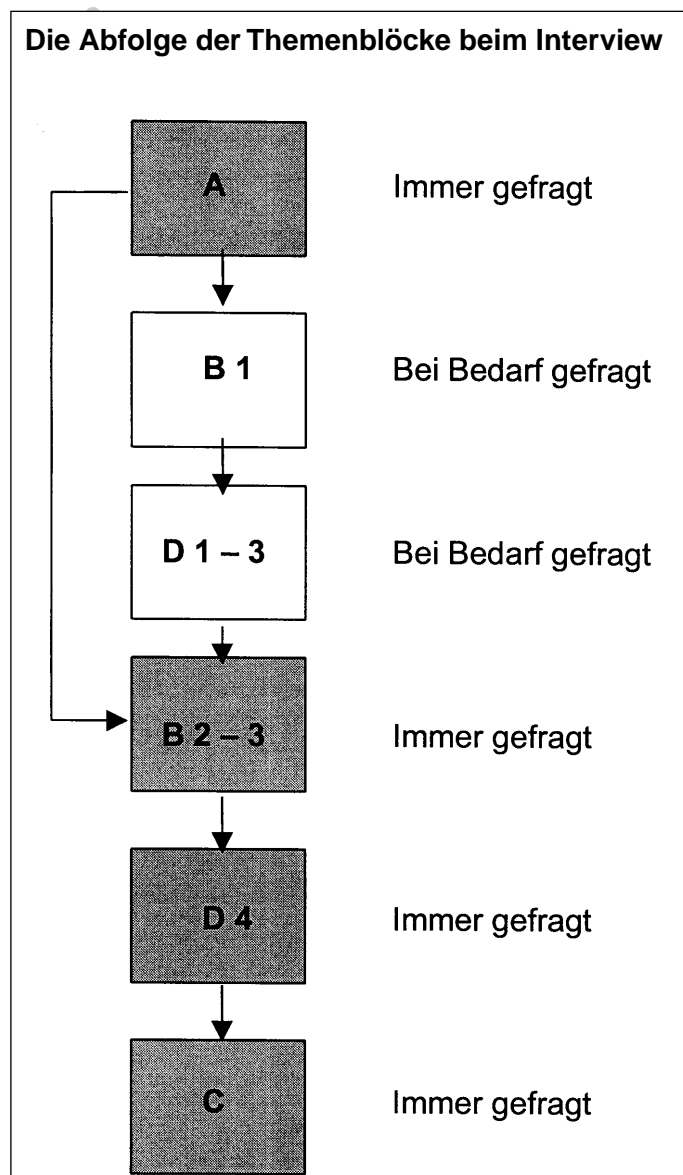 Die Abfolge der Themenblöcke beim Interview
A Immer gefragt
B 1 Bei Bedarf gefragt
D 1 – 3 Bei Bedarf gefragt
B 2 – 3 Immer gefragt
D 4 Immer gefragt
C Immer gefragt